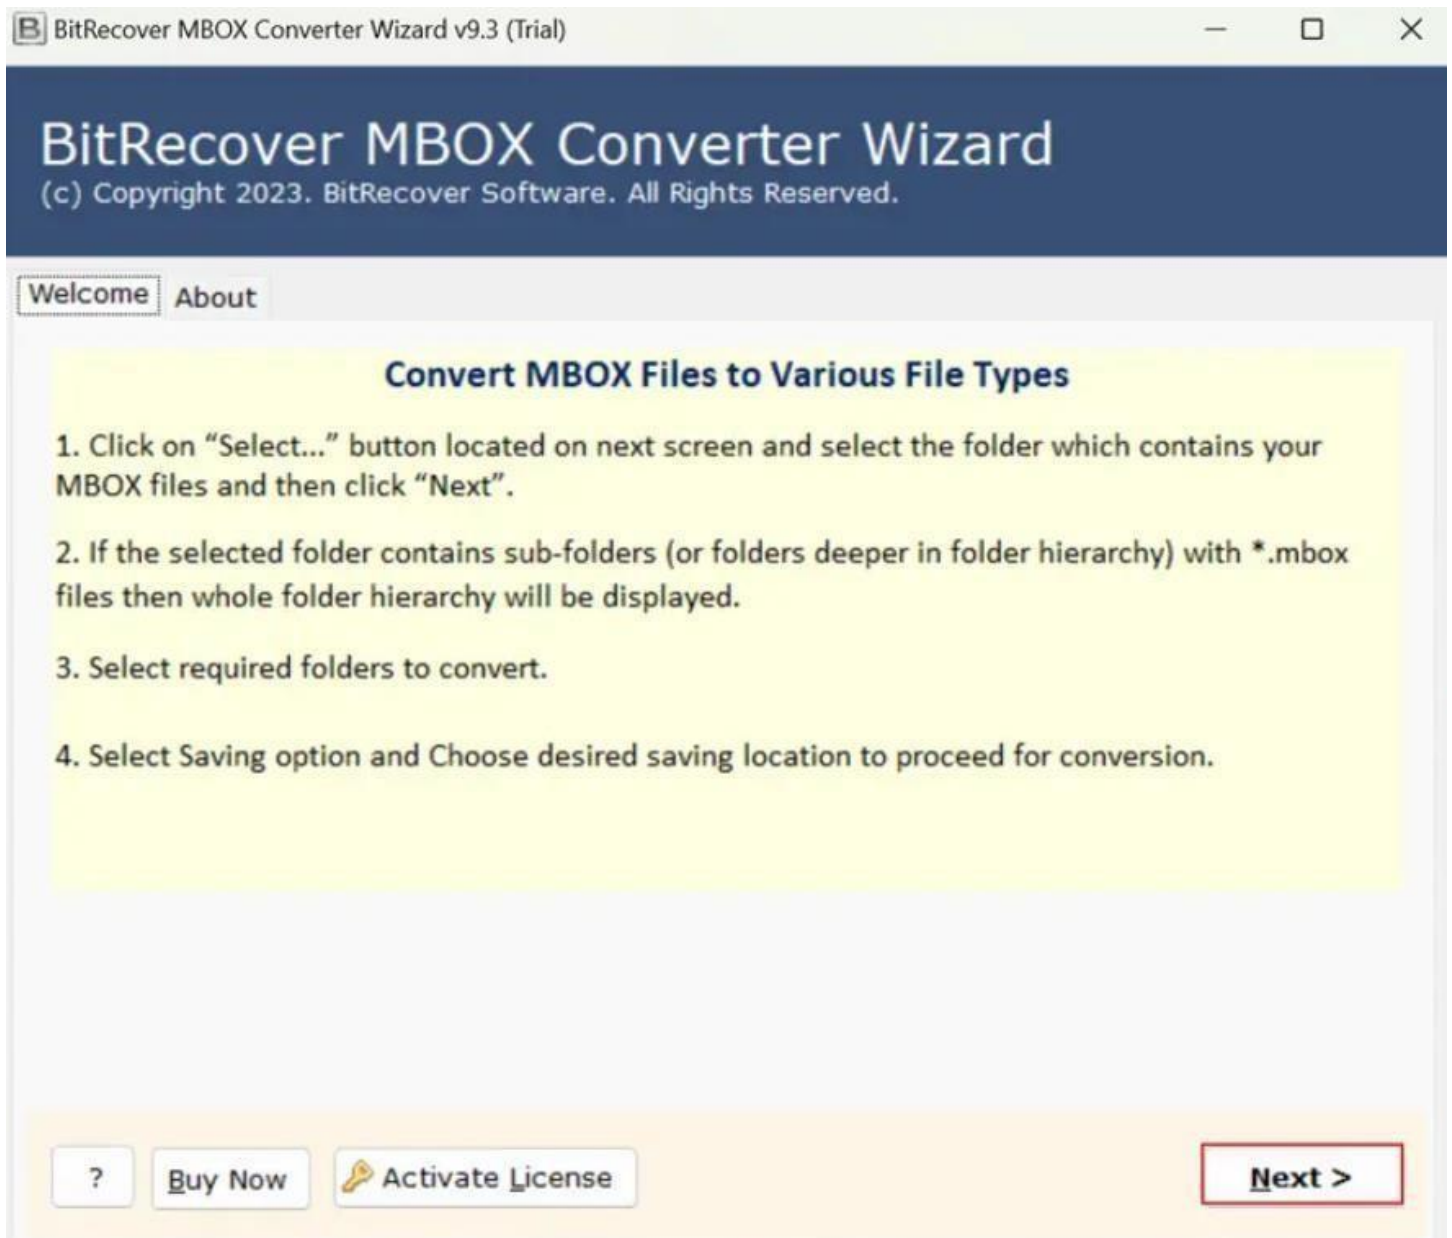 BitRecover MBOX Converter Wizard v9.3 (Trial)
BitRecover MBOX Converter Wizard
(c) Copyright 2023. BitRecover Software. All Rights Reserved.
Welcome About
Convert MBOX Files to Various File Types
1. Click on “Select...” button located on next screen and select the folder which contains your
MBOX files and then click “Next”.
2. If the selected folder contains sub-folders (or folders deeper in folder hierarchy) with *.mbox
files then whole folder hierarchy will be displayed.
3. Select required folders to convert.
4. Select Saving option and Choose desired saving location to proceed for conversion.
? Buy Now Activate License Next >